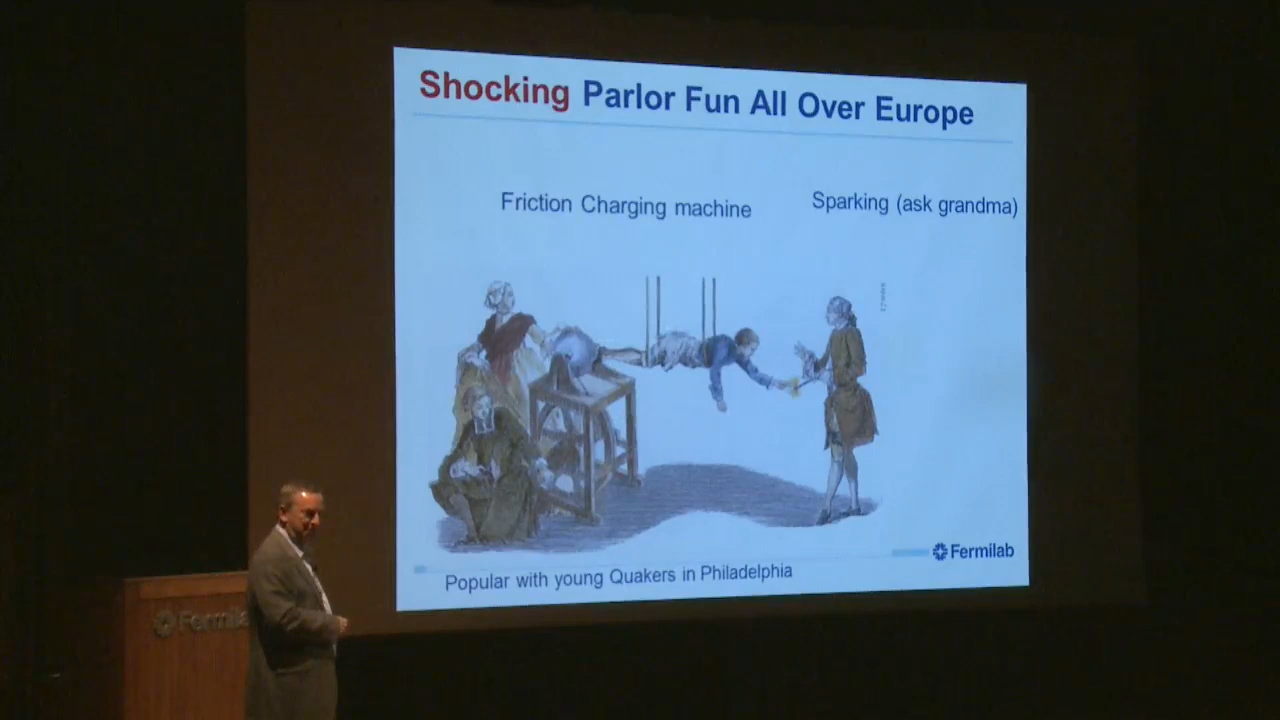 Shocking Parlor Fun All Over Europe
Friction Charging machine
Sparking (ask grandma)
Fermilab
Popular with young Quakers in Philadelphia